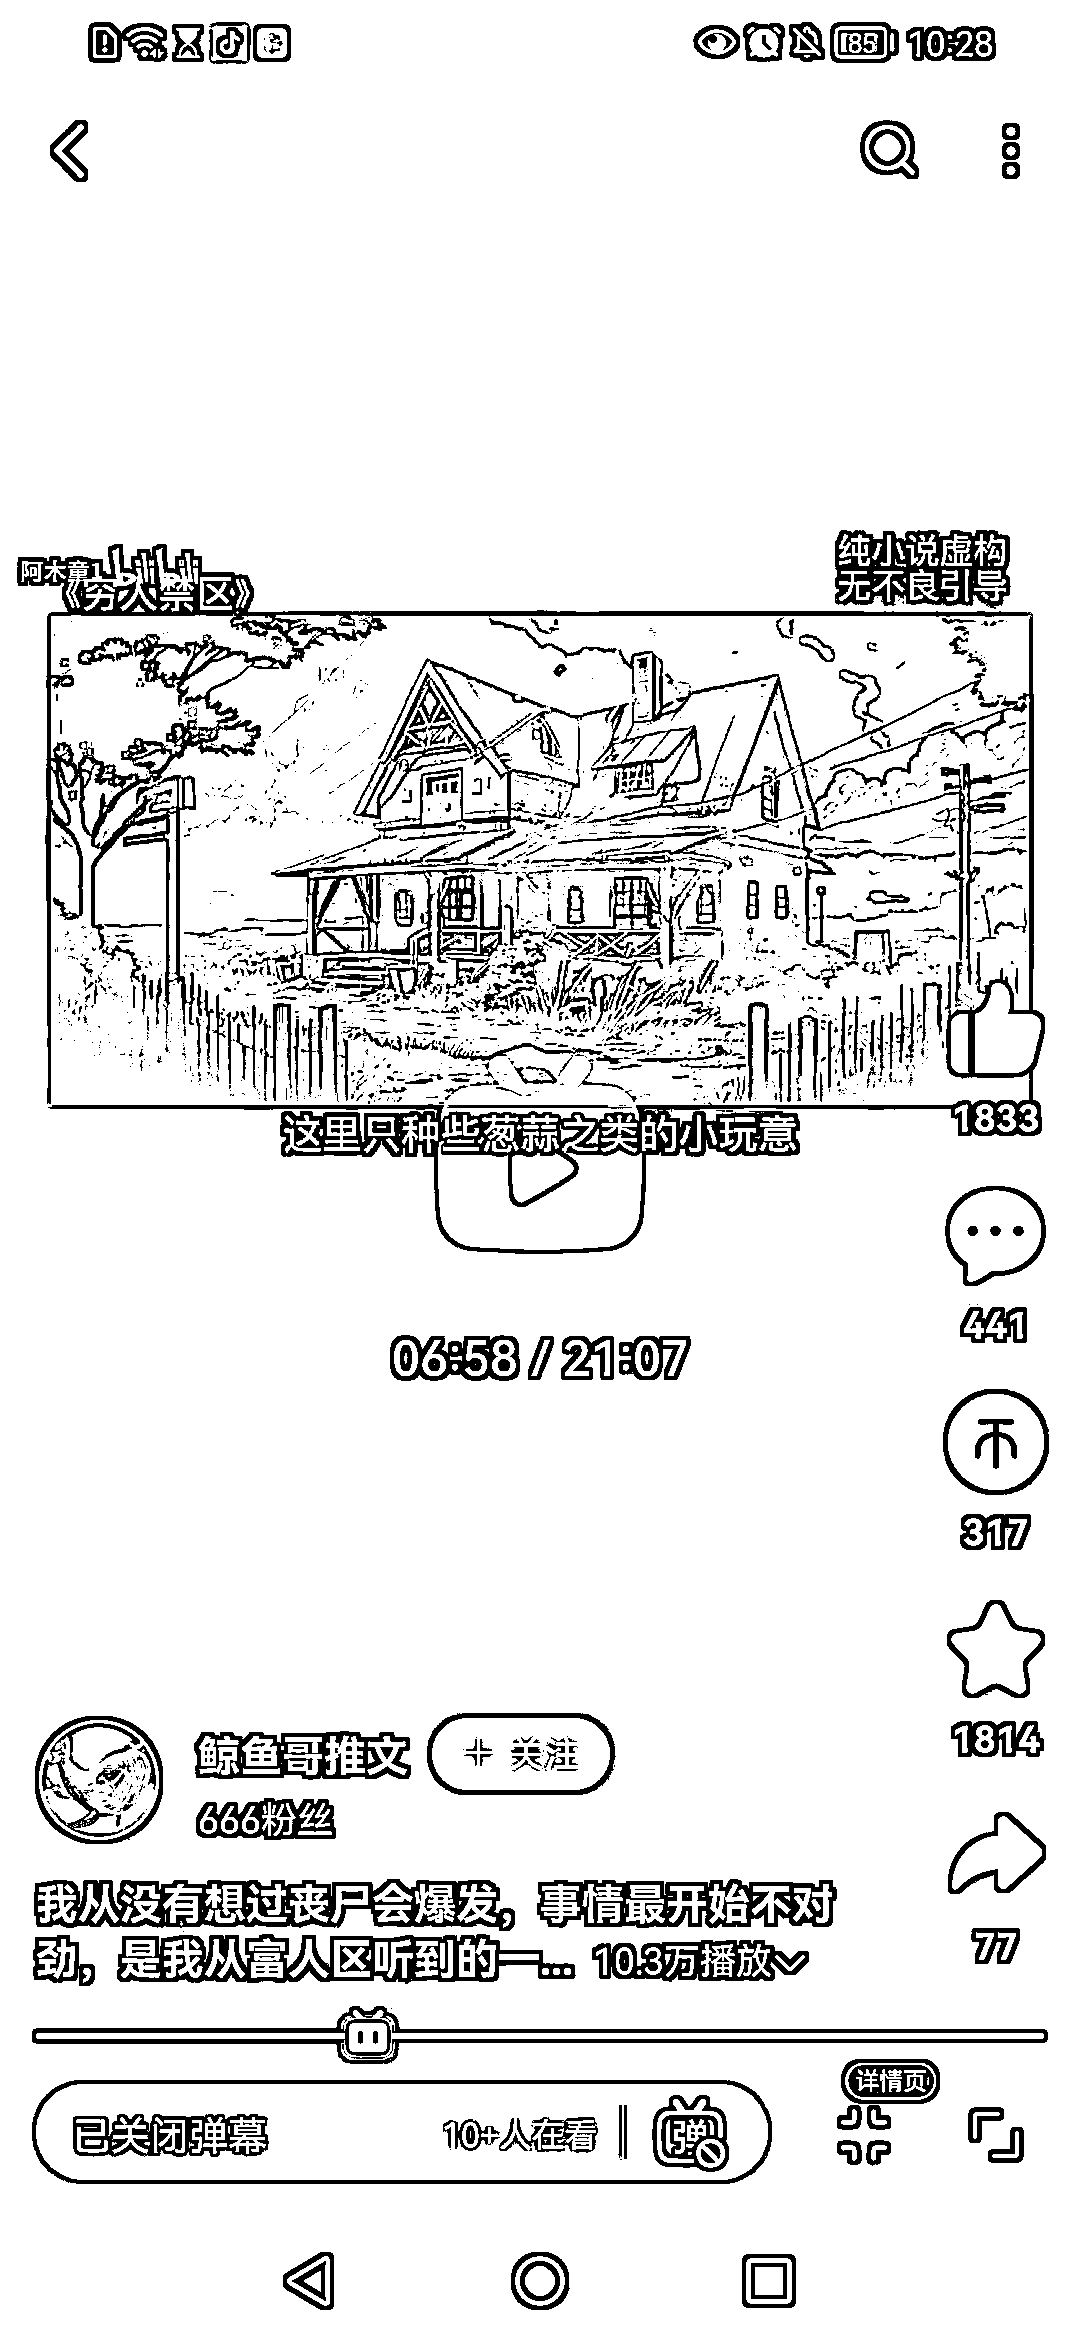 85 10:28
纯小说虚构
无不良引导
阿木童
《穷人禁区》
这里只种些葱蒜之类的小玩意
1833
441
06:58 / 21:07
317
1814
鲸鱼哥推文 + 关注
666粉丝
我从没有想过丧尸会爆发，事情最开始不对
劲，是我从富人区听到的一... 10.3万播放
77
详情页
已关闭弹幕 10+人在看 弹